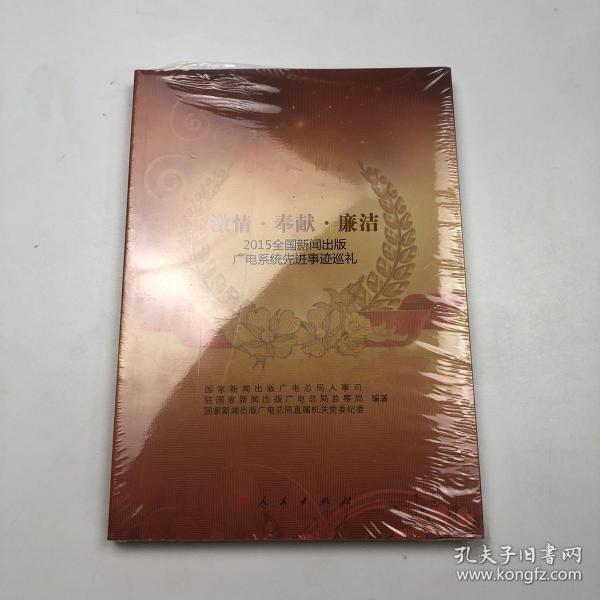 激情·奉献·廉洁
2015全国新闻出版
广电系统先进事迹巡礼
国家新闻出版广电总局人事司
驻国家新闻出版广电总局监察局 编著
国家新闻出版广电总局直属机关党委纪委
人民出版社
孔夫子旧书网
www.kongfz.com